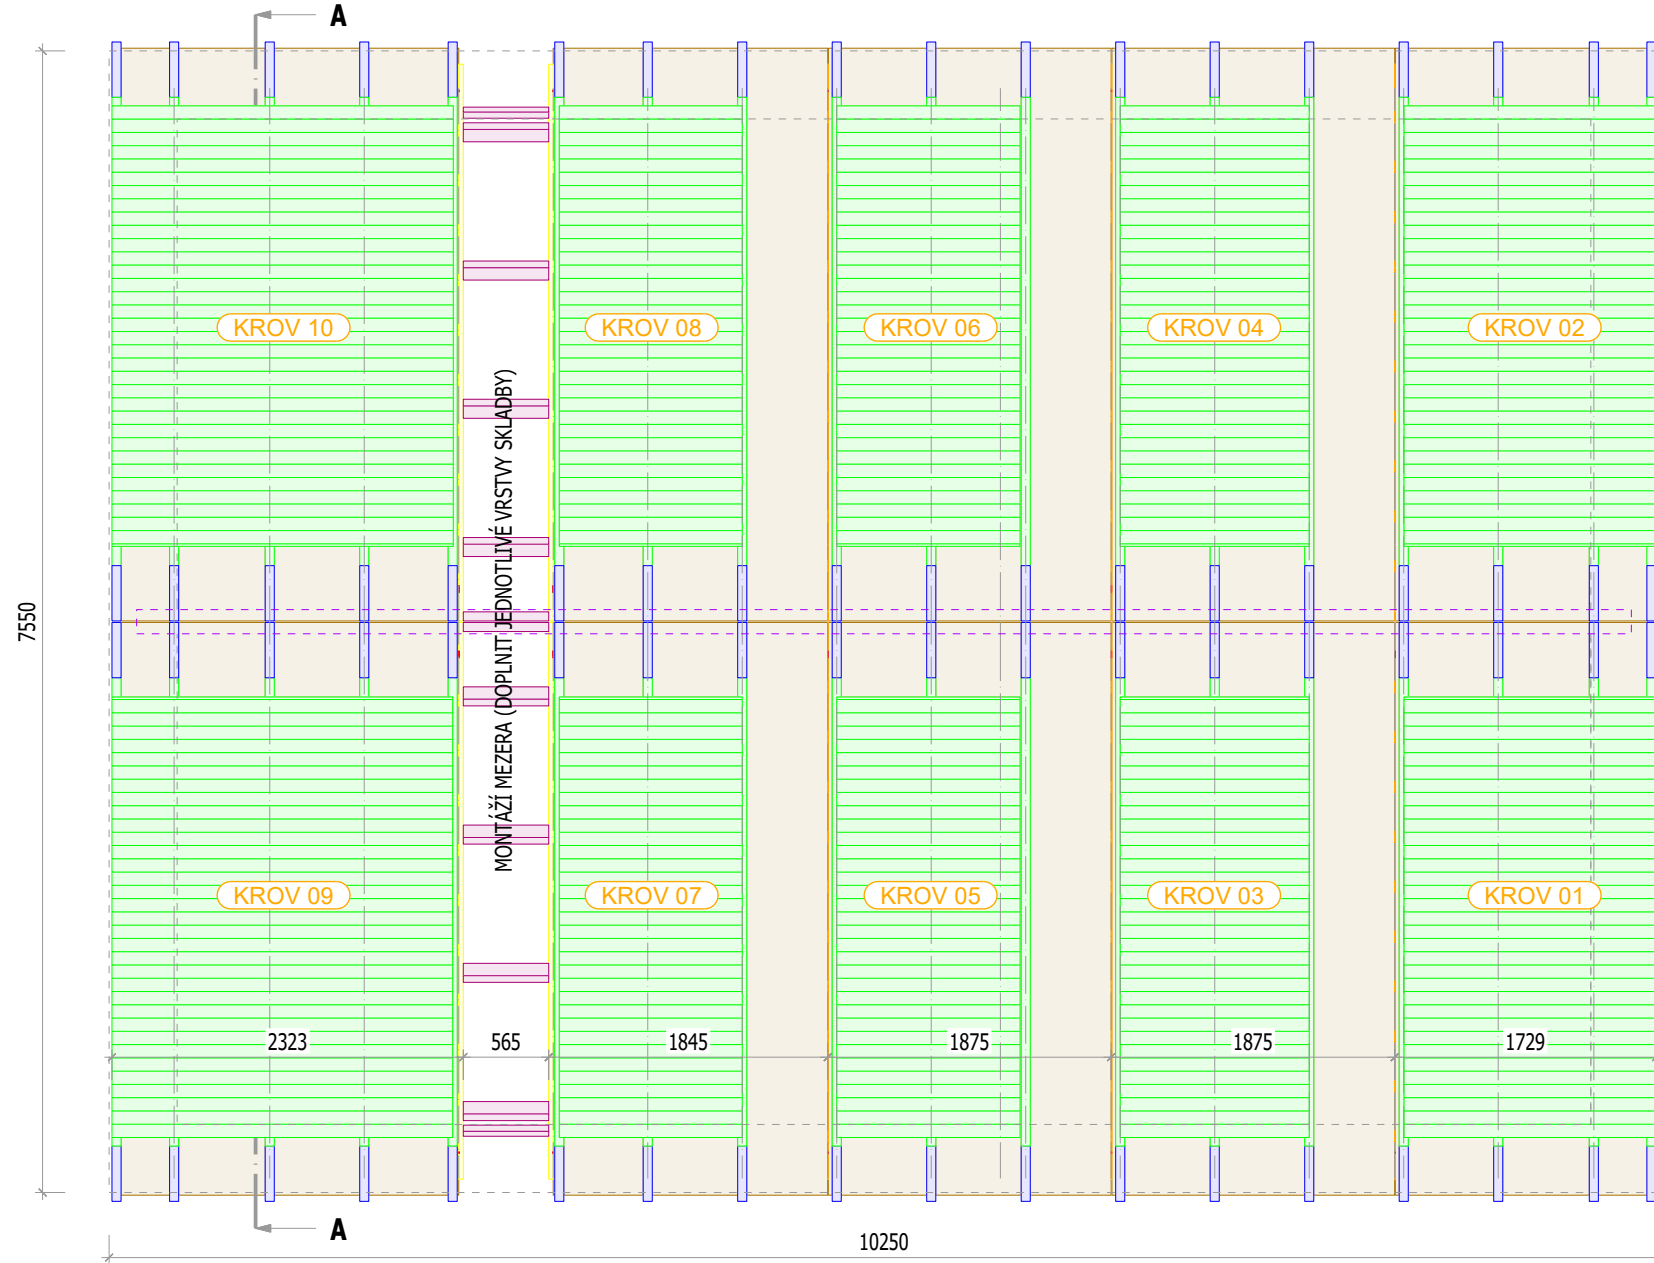 A
7550
KROV 10
KROV 08
KROV 06
KROV 04
KROV 02
MONTÁŽÍ MEZERA (DOPLNIT JEDNOTLIVÉ VRSTVY SKLADBY)
KROV 09
KROV 07
KROV 05
KROV 03
KROV 01
2323
565
1845
1875
1875
1729
A
10250